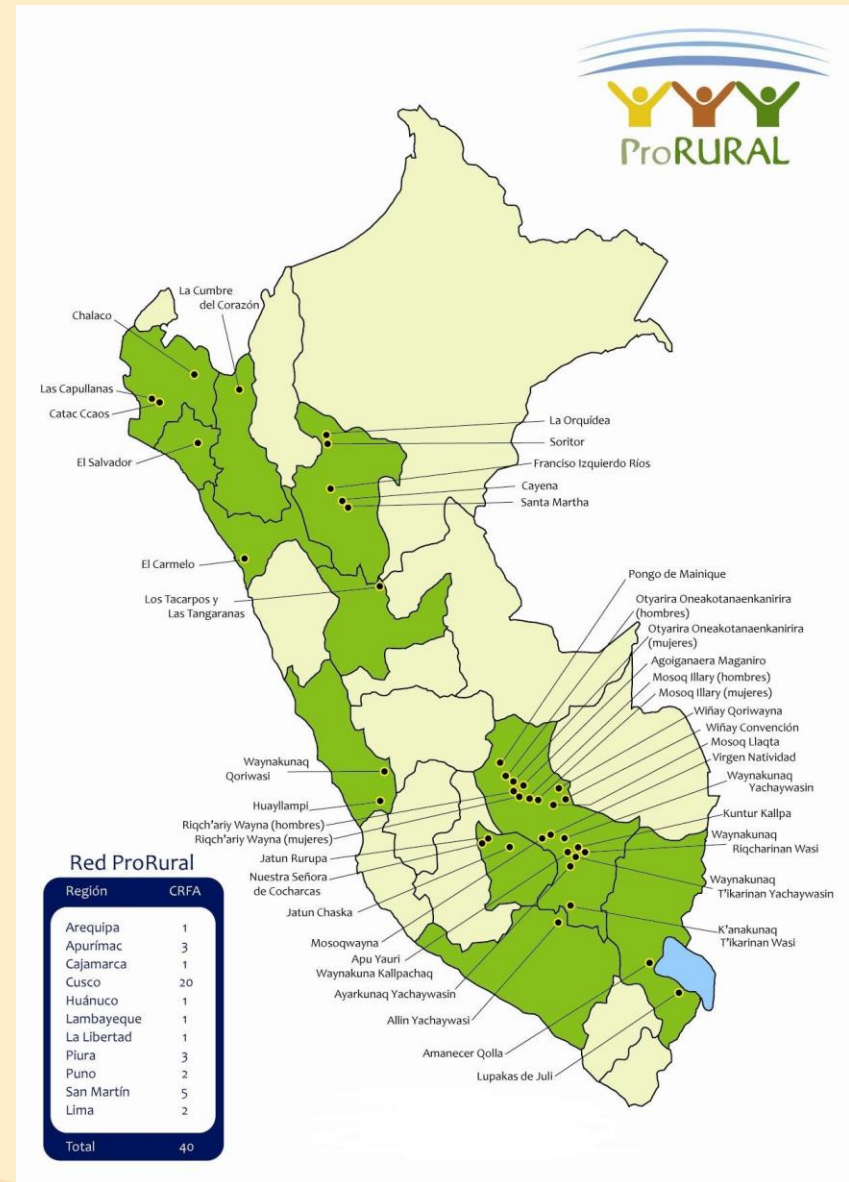 ProRURAL
La Cumbre
del Corazón
Chalaco
Las Capullanas
Catac Ccaos
El Salvador
La Orquídea
Soritor
Franciso Izquierdo Ríos
Cayena
Santa Martha
El Carmelo
Los Tacarpos y
Las Tangaranas
Pongo de Mainique
Otyarira Oneakotanaenkanirira
(hombres)
Otyarira Oneakotanaenkanirira
(mujeres)
Agoiganaera Maganiro
Mosoq Illary (hombres)
Mosoq Illary (mujeres)
Wiñay Qoriwayna
Wiñay Convención
Mosoq Llaqta
Virgen Natividad
Waynakunaq
Yachaywasin
Kuntur Kallpa
Waynakunaq
Riqcharinan Wasi
Waynakunaq
T'ikarinan Yachaywasin
K'anakunaq
T'ikarinan Wasi
Waynakunaq
Qoriwasi
Huayllampi
Riqch'ariy Wayna (hombres)
Riqch'ariy Wayna (mujeres)
Jatun Rurupa
Nuestra Señora
de Cocharcas
Jatun Chaska
Mosoqwayna
Apu Yauri
Waynakuna Kallpachaq
Ayarkunaq Yachaywasin
Allin Yachaywasi
Amanecer Qolla
Lupakas de Juli
Red ProRural
Región CRFA
Arequipa 1
Apurímac 3
Cajamarca 1
Cusco 20
Huánuco 1
Lambayeque 1
La Libertad 1
Piura 3
Puno 2
San Martín 5
Lima 2
Total 40